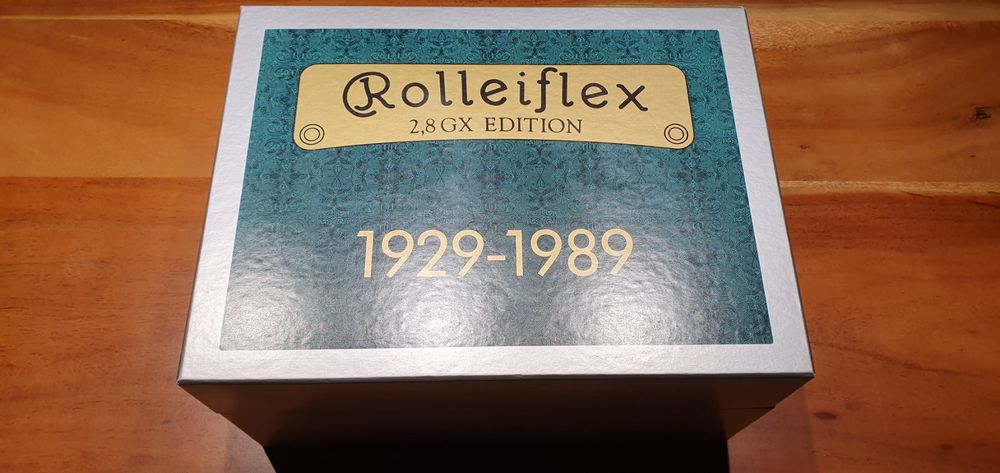 Rolleiflex
2,8 GX EDITION
1929-1989